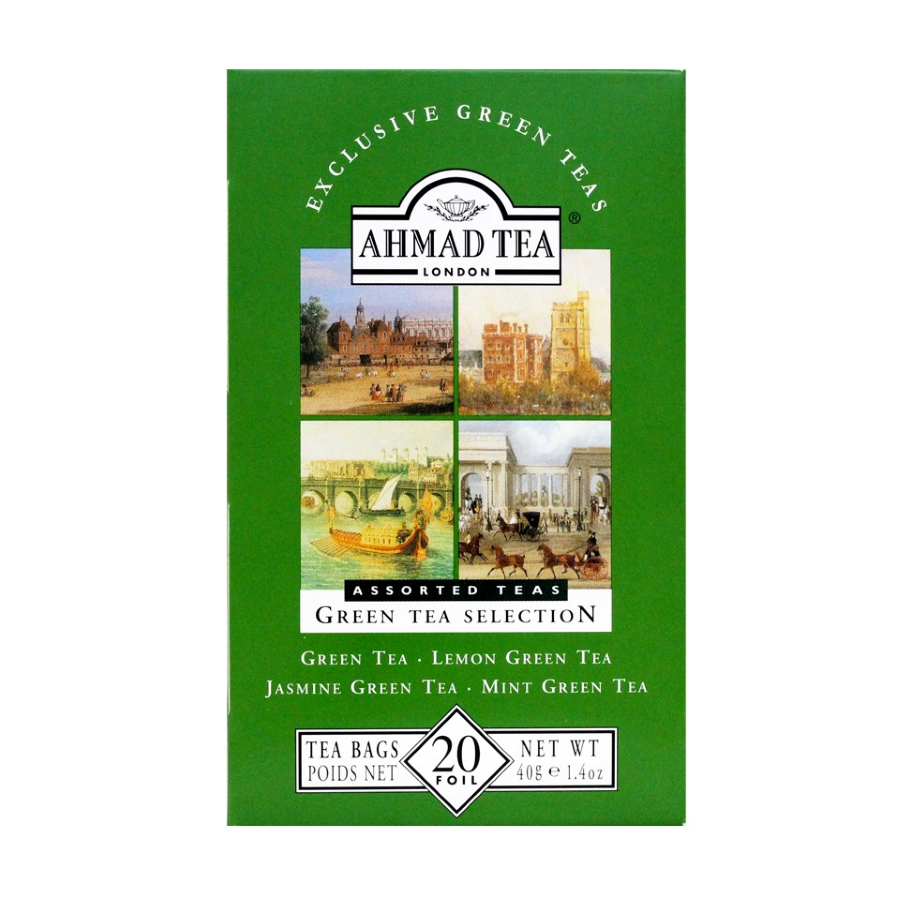 EXCLUSIVE GREEN TEAS
AHMAD TEA ®
LONDON
ASSORTED TEAS
GREEN TEA SELECTION
GREEN TEA · LEMON GREEN TEA
JASMINE GREEN TEA · MINT GREEN TEA
TEA BAGS 20 NET WT
POIDS NET FOIL 40g ℮ 1.4oz